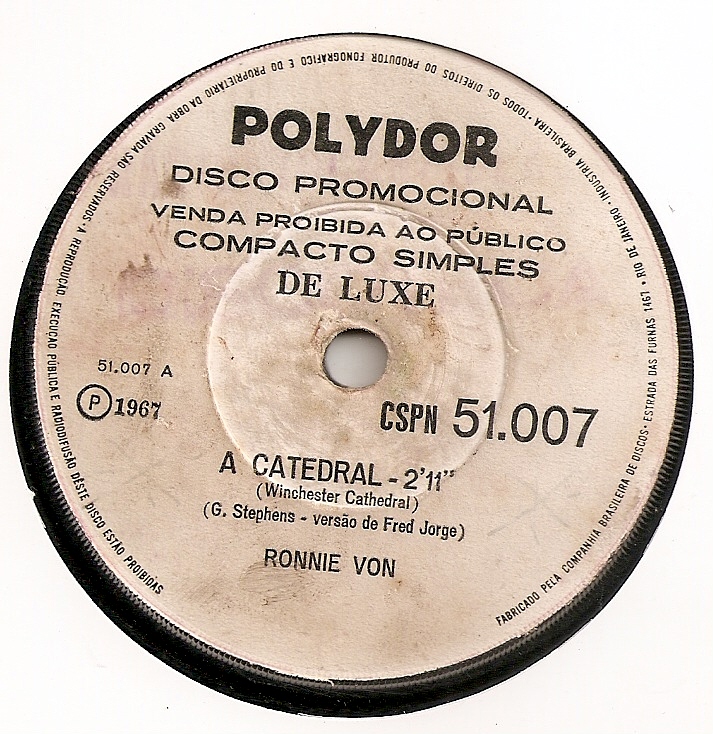 POLYDOR
DISCO PROMOCIONAL
VENDA PROIBIDA AO PÚBLICO
COMPACTO SIMPLES
DE LUXE
51.007 A
Ⓟ1967
CSPN 51.007
A CATEDRAL - 2'11"
(Winchester Cathedral)
(G. Stephens - versão de Fred Jorge)
RONNIE VON
FABRICADO PELA COMPANHIA BRASILEIRA DE DISCOS · ESTRADA DAS FURNAS 1461 · RIO DE JANEIRO · INDUSTRIA BRASILEIRA · TODOS OS DIREITOS DO PRODUTOR FONOGRÁFICO E DO PROPRIETÁRIO DA OBRA GRAVADA SÃO RESERVADOS · A REPRODUÇÃO EXECUÇÃO PÚBLICA E RADIODIFUSÃO DÊSTE DISCO ESTÃO PROIBIDAS